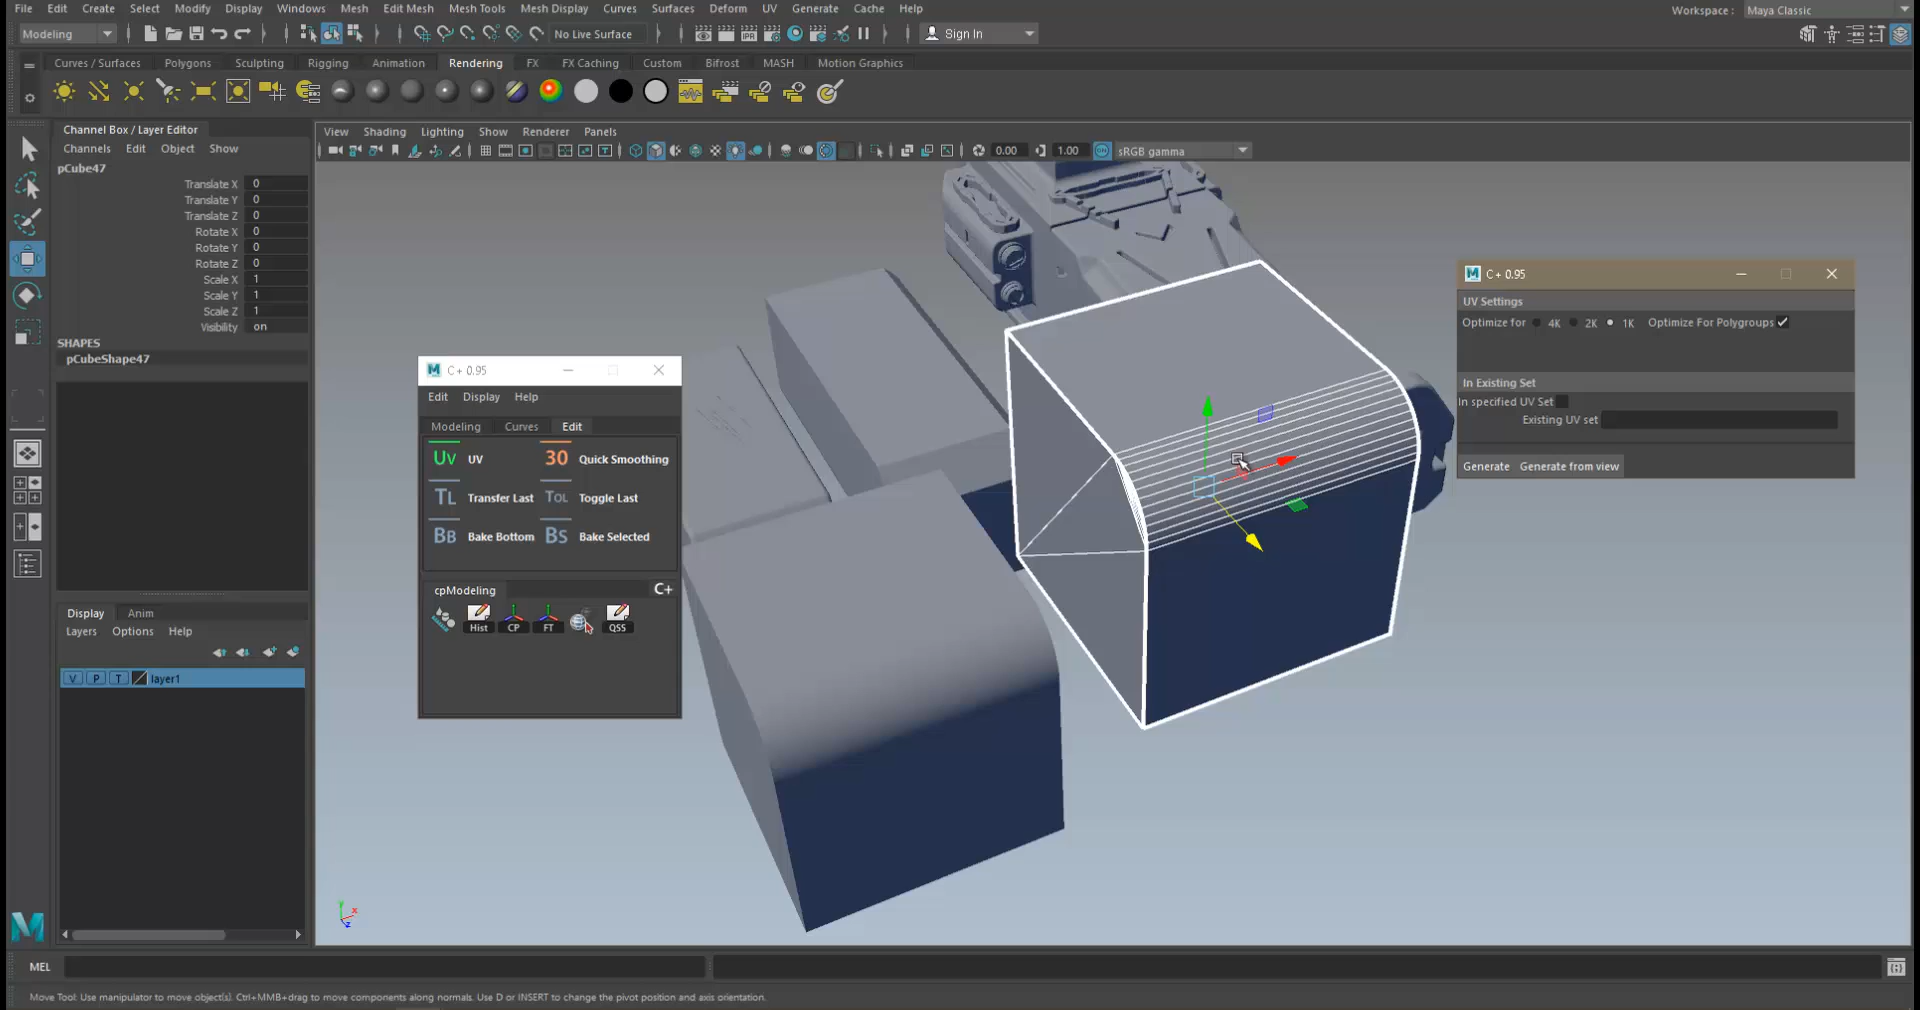 File Edit Create Select Modify Display Windows Mesh Edit Mesh Mesh Tools Mesh Display Curves Surfaces Deform UV Generate Cache Help
Workspace : Maya Classic
Modeling No Live Surface Sign In
Curves / Surfaces Polygons Sculpting Rigging Animation Rendering FX FX Caching Custom Bifrost MASH Motion Graphics
IPR
Channel Box / Layer Editor
Channels Edit Object Show
pCube47
Translate X 0
Translate Y 0
Translate Z 0
Rotate X 0
Rotate Y 0
Rotate Z 0
Scale X 1
Scale Y 1
Scale Z 1
Visibility on
SHAPES
pCubeShape47
Display Anim
Layers Options Help
V P T layer1
View Shading Lighting Show Renderer Panels
0.00 1.00 ON sRGB gamma
M C + 0.95
Edit Display Help
Modeling Curves Edit
UV UV 30 Quick Smoothing
TL Transfer Last TOL Toggle Last
BB Bake Bottom BS Bake Selected
cpModeling C+
Hist CP FT QSS
M C + 0.95
UV Settings
Optimize for 4K 2K 1K Optimize For Polygroups
In Existing Set
In specified UV Set
Existing UV set
Generate Generate from view
y x z
M
MEL
Move Tool: Use manipulator to move object(s). Ctrl+MMB+drag to move components along normals. Use D or INSERT to change the pivot position and axis orientation.